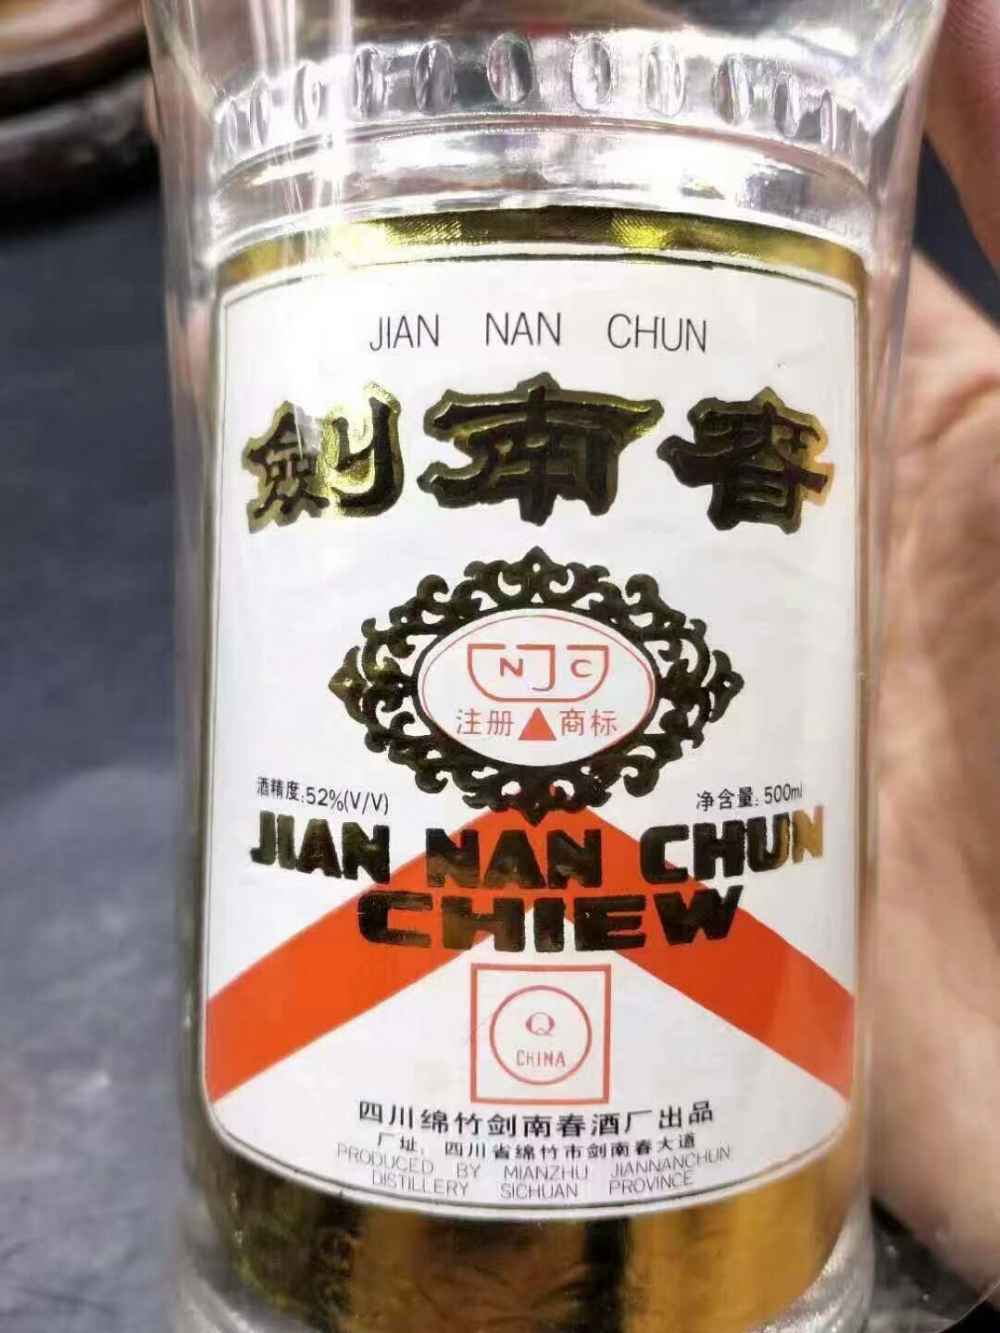 JIAN NAN CHUN
劍南春
NJC
注册 商标
酒精度:52%(V/V)
净含量:500ml
JIAN NAN CHUN
CHIEW
Q
CHINA
四川绵竹剑南春酒厂出品
厂址:四川省绵竹市剑南春大道
PRODUCED BY MIANZHU JIANNANCHUN
DISTILLERY SICHUAN PROVINCE